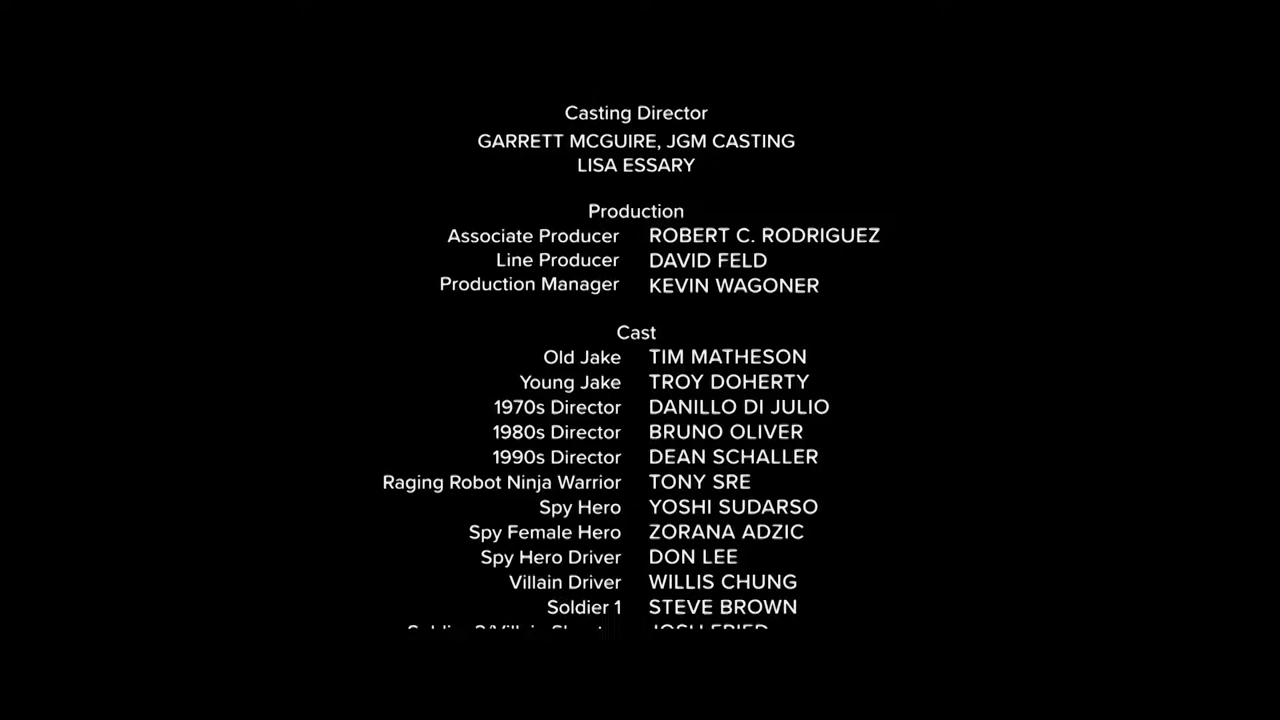 Casting Director
GARRETT MCGUIRE, JGM CASTING
LISA ESSARY
Production
Associate Producer ROBERT C. RODRIGUEZ
Line Producer DAVID FELD
Production Manager KEVIN WAGONER
Cast
Old Jake TIM MATHESON
Young Jake TROY DOHERTY
1970s Director DANILLO DI JULIO
1980s Director BRUNO OLIVER
1990s Director DEAN SCHALLER
Raging Robot Ninja Warrior TONY SRE
Spy Hero YOSHI SUDARSO
Spy Female Hero ZORANA ADZIC
Spy Hero Driver DON LEE
Villain Driver WILLIS CHUNG
Soldier 1 STEVE BROWN
JOSH FRIED